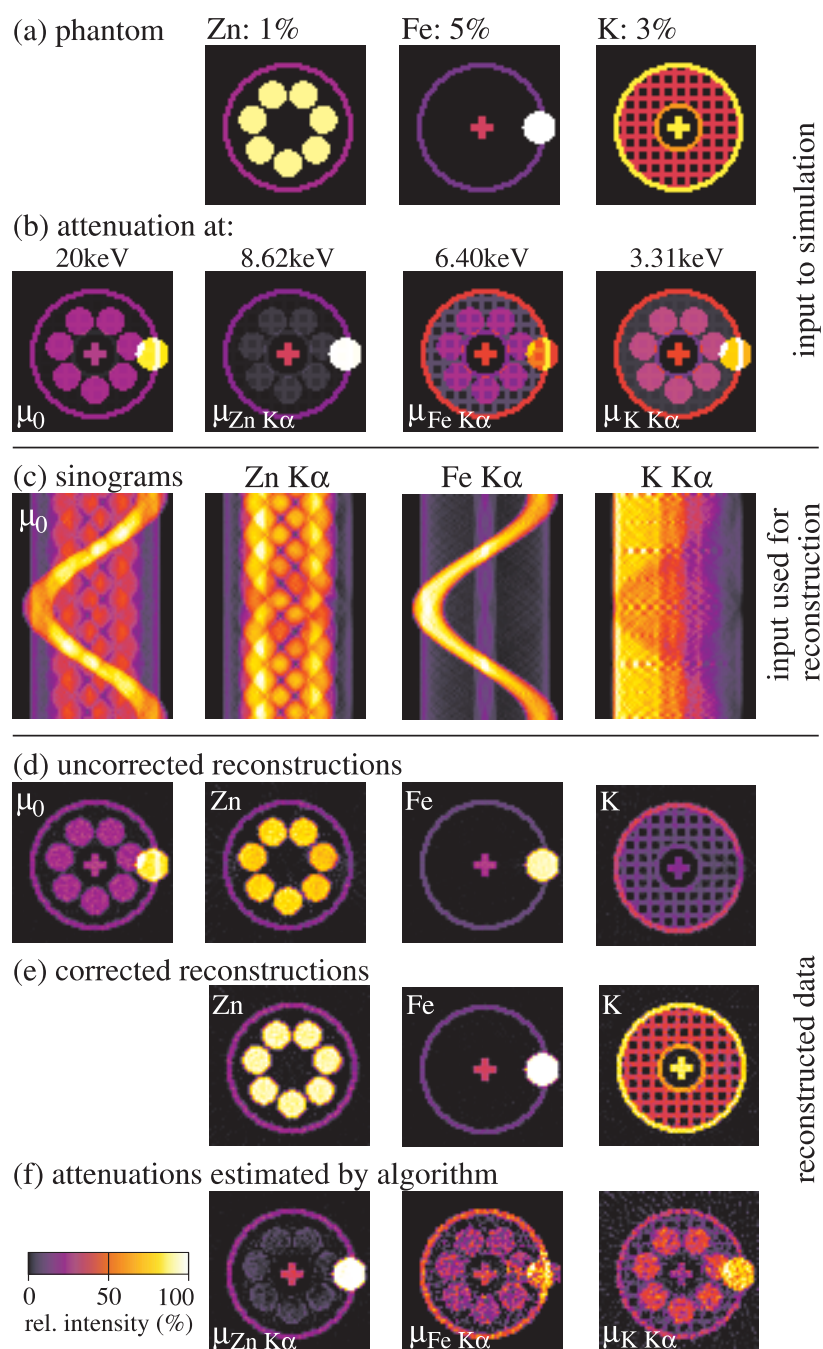 (a) phantom
Zn: 1%
Fe: 5%
K: 3%
input to simulation
(b) attenuation at:
20keV
8.62keV
6.40keV
3.31keV
μ0
μZn Kα
μFe Kα
μK Kα
(c) sinograms
Zn Kα
Fe Kα
K Kα
μ0
input used for
reconstruction
(d) uncorrected reconstructions
μ0
Zn
Fe
K
(e) corrected reconstructions
Zn
Fe
K
reconstructed data
(f) attenuations estimated by algorithm
μZn Kα
μFe Kα
μK Kα
0
50
100
rel. intensity (%)